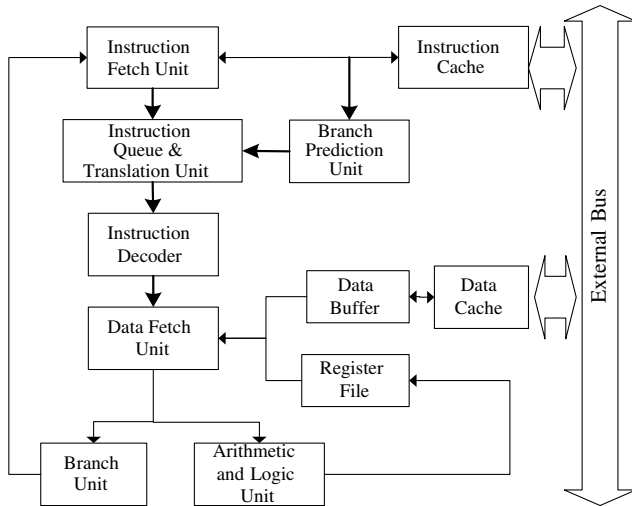 Instruction
Fetch Unit
Instruction
Cache
Instruction
Queue &
Translation Unit
Branch
Prediction
Unit
Instruction
Decoder
Data
Buffer
Data
Cache
External Bus
Data Fetch
Unit
Register
File
Branch
Unit
Arithmetic
and Logic
Unit